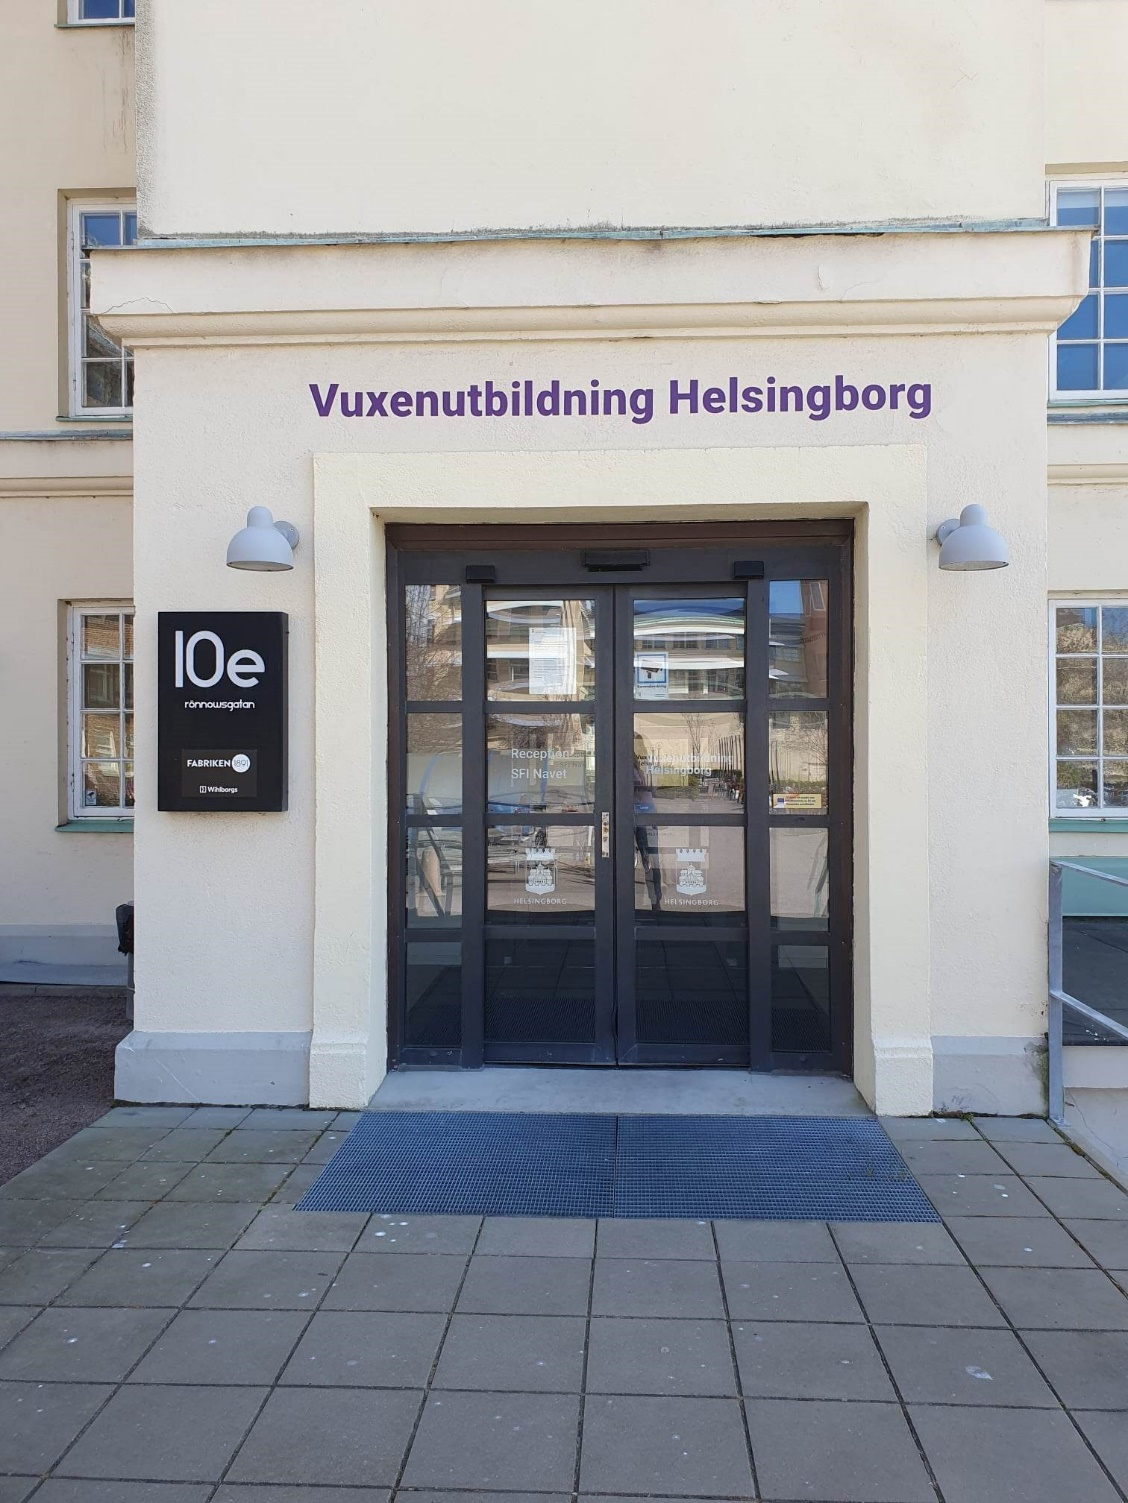 Vuxenutbildning Helsingborg
10e
rönnowsgatan
FABRIKEN 1891
Wihlborgs
Reception
SFI Navet
Vuxenutbildning
Helsingborg
HELSINGBORG
HELSINGBORG